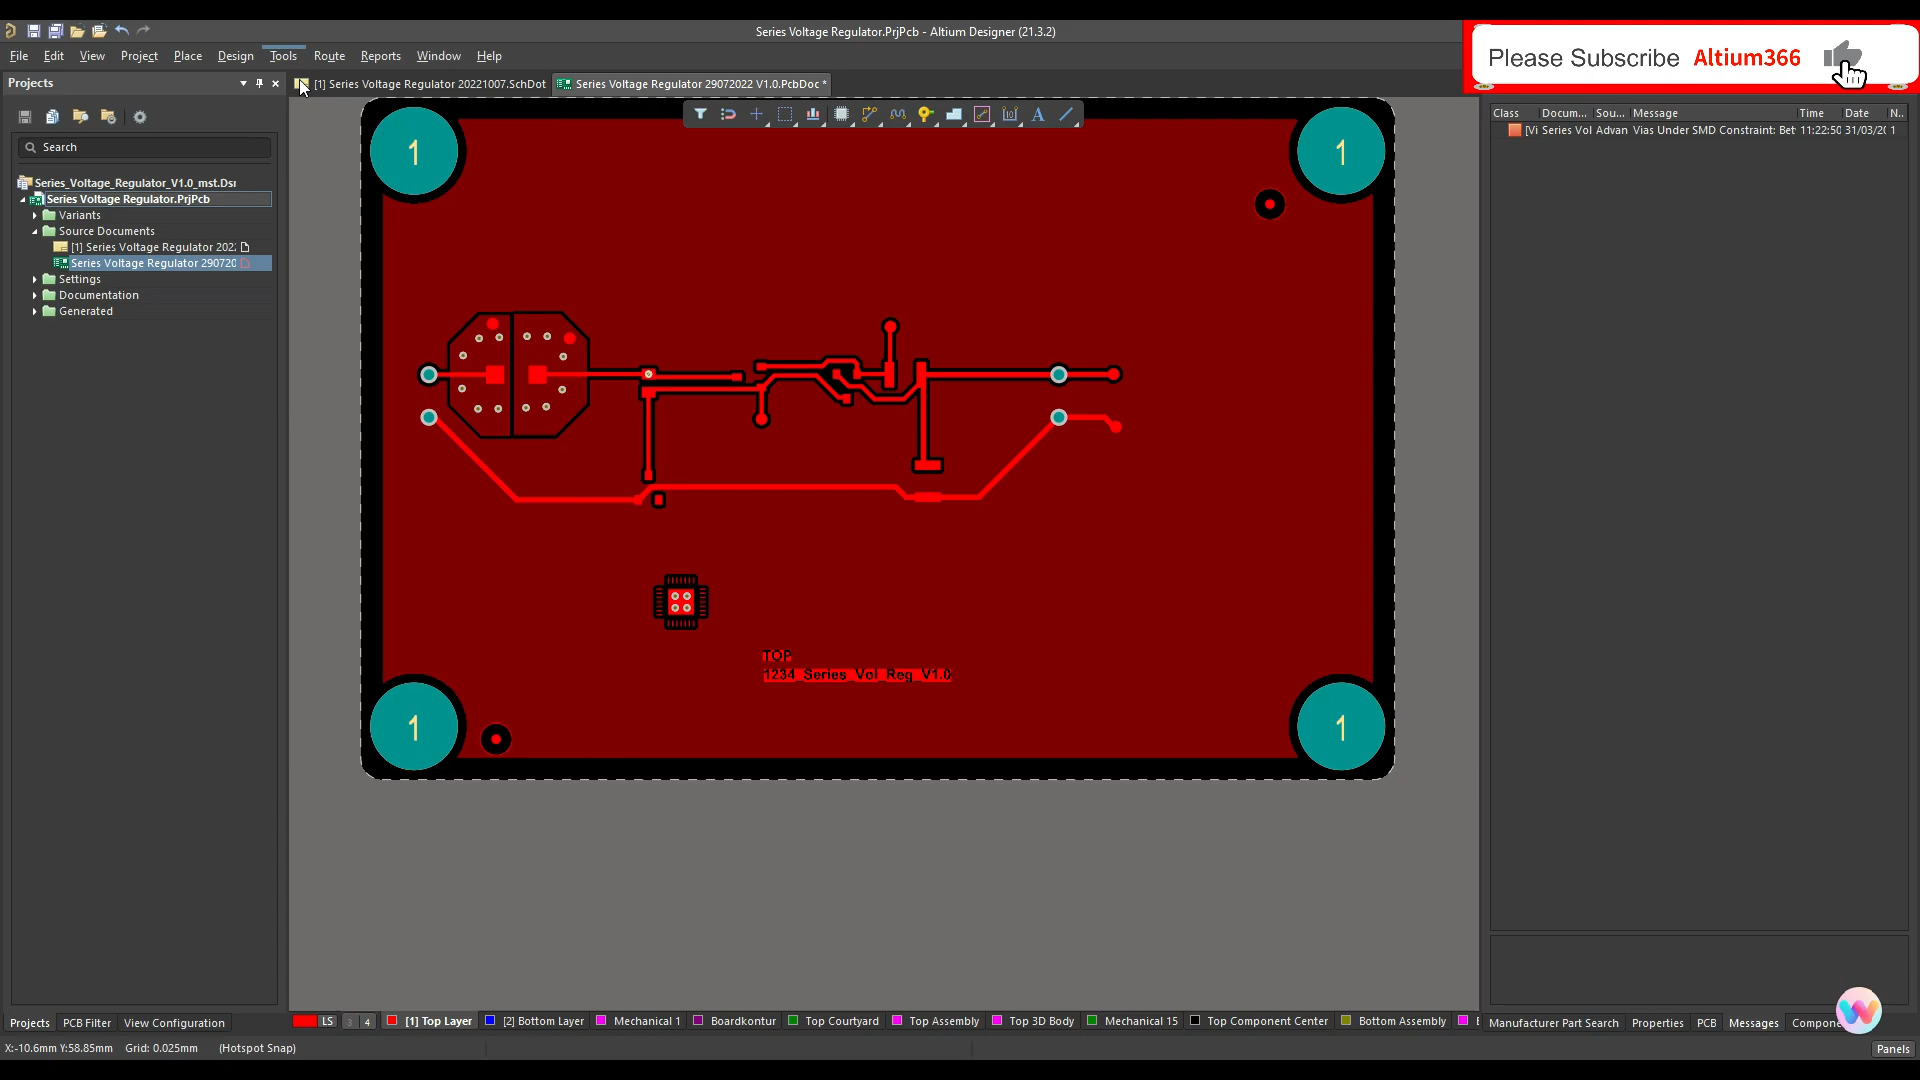 Series Voltage Regulator.PrjPcb - Altium Designer (21.3.2)
File Edit View Project Place Design Tools Route Reports Window Help
Please Subscribe Altium366
Projects
[1] Series Voltage Regulator 20221007.SchDot
Series Voltage Regulator 29072022 V1.0.PcbDoc *
Search
Series_Voltage_Regulator_V1.0_mst.Dsn
Series Voltage Regulator.PrjPcb
Variants
Source Documents
[1] Series Voltage Regulator 202
Series Voltage Regulator 290720
Settings
Documentation
Generated
Class Docum... Sou... Message Time Date N..
[Vi Series Vol Advan Vias Under SMD Constraint: Bet 11:22:50 31/03/20 1
1
1
TOP
1234_Series_Vol_Reg_V1.0
1
1
Projects PCB Filter View Configuration
LS 3 4 [1] Top Layer [2] Bottom Layer Mechanical 1 Boardkontur Top Courtyard Top Assembly Top 3D Body Mechanical 15 Top Component Center Bottom Assembly
Manufacturer Part Search Properties PCB Messages Compone
X:-10.6mm Y:58.85mm Grid: 0.025mm (Hotspot Snap)
Panels